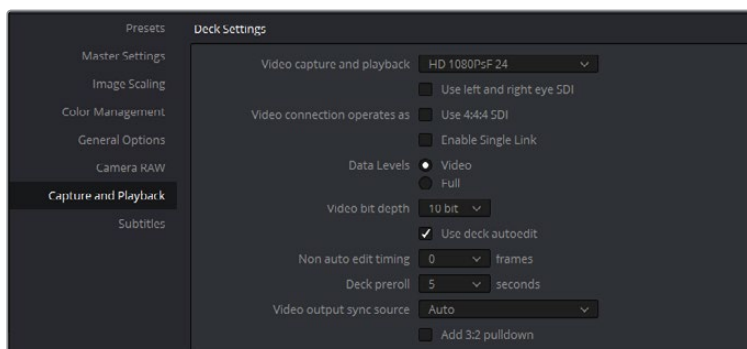 Presets
Master Settings
Image Scaling
Color Management
General Options
Camera RAW
Capture and Playback
Subtitles
Deck Settings
Video capture and playback HD 1080PsF 24
Use left and right eye SDI
Video connection operates as Use 4:4:4 SDI
Enable Single Link
Data Levels Video
Full
Video bit depth 10 bit
Use deck autoedit
Non auto edit timing 0 frames
Deck preroll 5 seconds
Video output sync source Auto
Add 3:2 pulldown